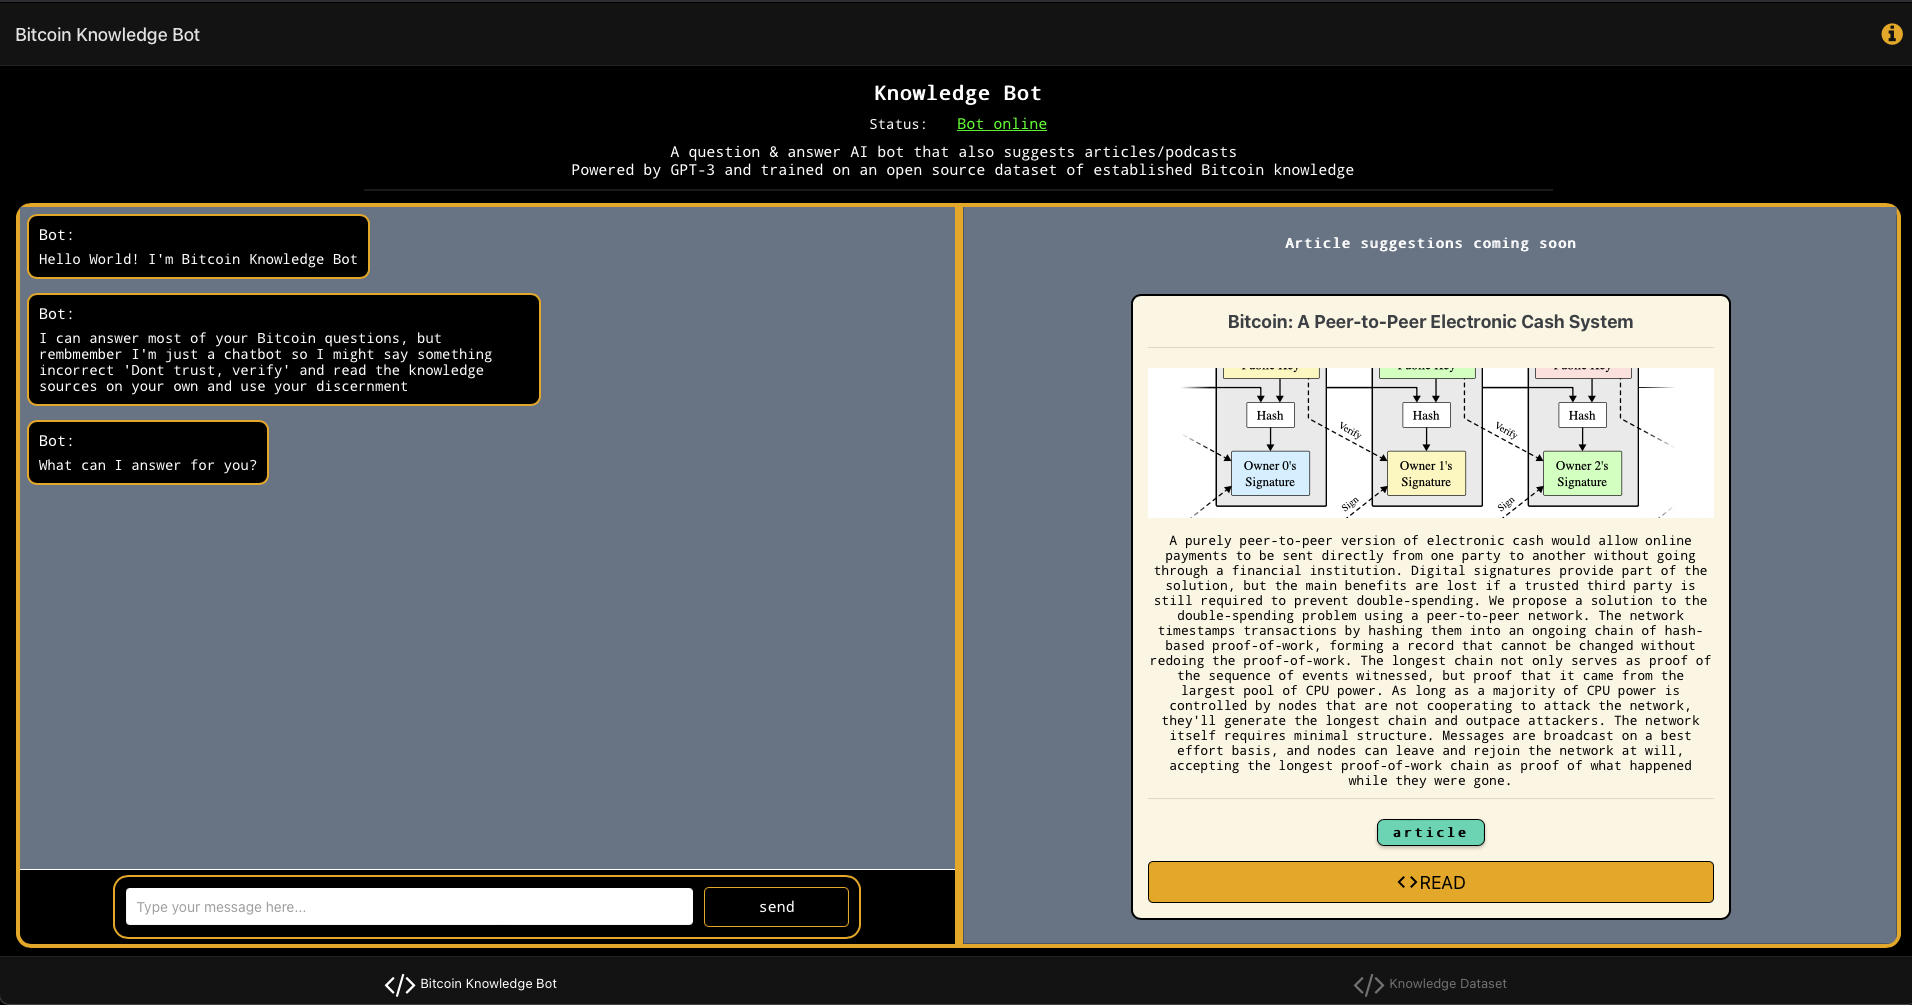 Bitcoin Knowledge Bot
Knowledge Bot
Status: Bot online
A question & answer AI bot that also suggests articles/podcasts
Powered by GPT-3 and trained on an open source dataset of established Bitcoin knowledge
Bot:
Hello World! I'm Bitcoin Knowledge Bot
Bot:
I can answer most of your Bitcoin questions, but
rembmember I'm just a chatbot so I might say something
incorrect 'Dont trust, verify' and read the knowledge
sources on your own and use your discernment
Bot:
What can I answer for you?
Type your message here...
send
Article suggestions coming soon
Bitcoin: A Peer-to-Peer Electronic Cash System
Hash Hash Hash
Verify Verify
Owner 0's Owner 1's Owner 2's
Signature Signature Signature
Sign Sign
A purely peer-to-peer version of electronic cash would allow online
payments to be sent directly from one party to another without going
through a financial institution. Digital signatures provide part of the
solution, but the main benefits are lost if a trusted third party is
still required to prevent double-spending. We propose a solution to the
double-spending problem using a peer-to-peer network. The network
timestamps transactions by hashing them into an ongoing chain of hash-
based proof-of-work, forming a record that cannot be changed without
redoing the proof-of-work. The longest chain not only serves as proof of
the sequence of events witnessed, but proof that it came from the
largest pool of CPU power. As long as a majority of CPU power is
controlled by nodes that are not cooperating to attack the network,
they'll generate the longest chain and outpace attackers. The network
itself requires minimal structure. Messages are broadcast on a best
effort basis, and nodes can leave and rejoin the network at will,
accepting the longest proof-of-work chain as proof of what happened
while they were gone.
article
<>READ
</> Bitcoin Knowledge Bot
</> Knowledge Dataset